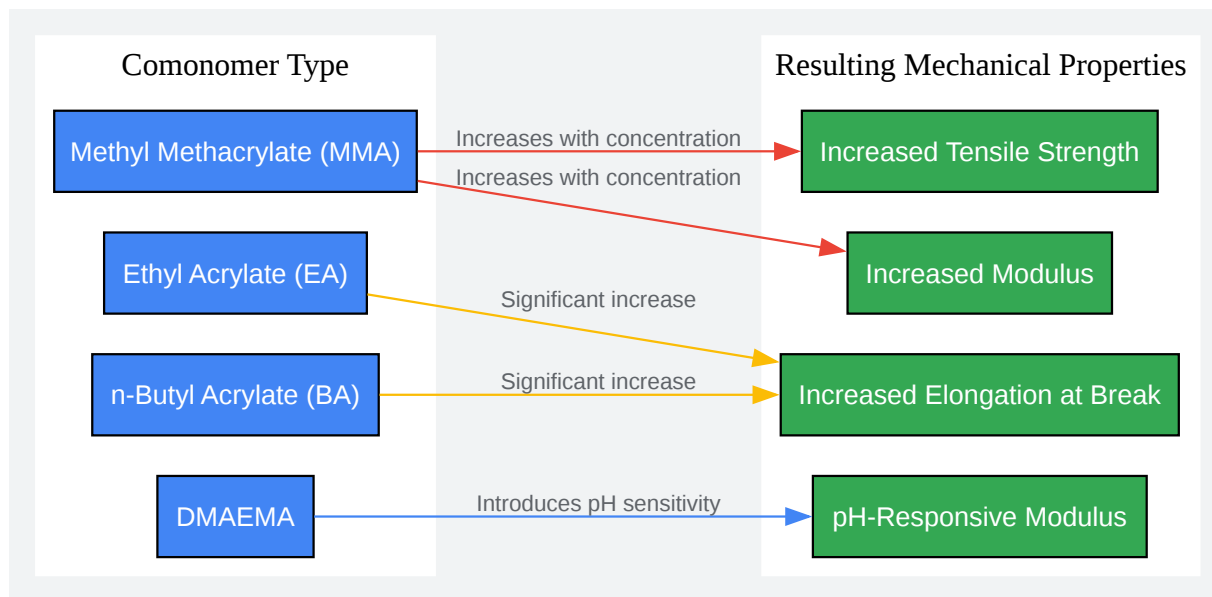 Comonomer Type
Resulting Mechanical Properties
Methyl Methacrylate (MMA)
Increases with concentration
Increased Tensile Strength
Increases with concentration
Ethyl Acrylate (EA)
Increased Modulus
Significant increase
n-Butyl Acrylate (BA)
Significant increase
Increased Elongation at Break
DMAEMA
Introduces pH sensitivity
pH-Responsive Modulus